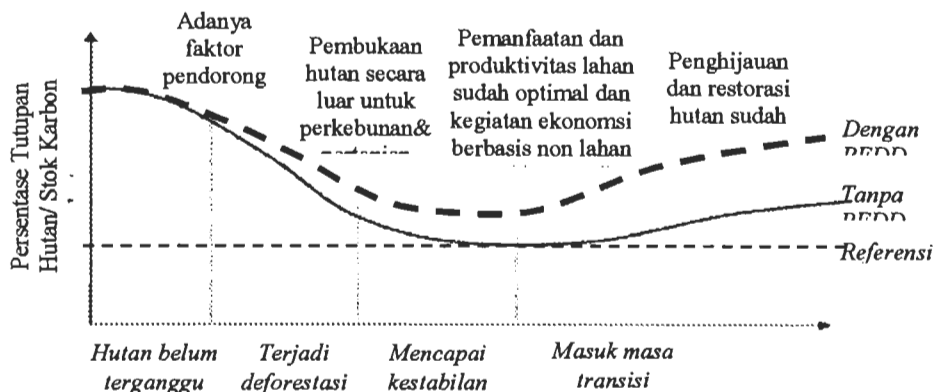 Persentase Tutupan
Hutan/ Stok Karbon
Adanya
faktor
pendorong
Pembukaan
hutan secara
luar untuk
perkebunan&
Pemanfaatan dan
produktivitas lahan
sudah optimal dan
kegiatan ekonomsi
berbasis non lahan
Penghijauan
dan restorasi
hutan sudah
Dengan
REDD
Tanpa
REDD
Referensi
Hutan belum
terganggu
Terjadi
deforestasi
Mencapai
kestabilan
Masuk masa
transisi